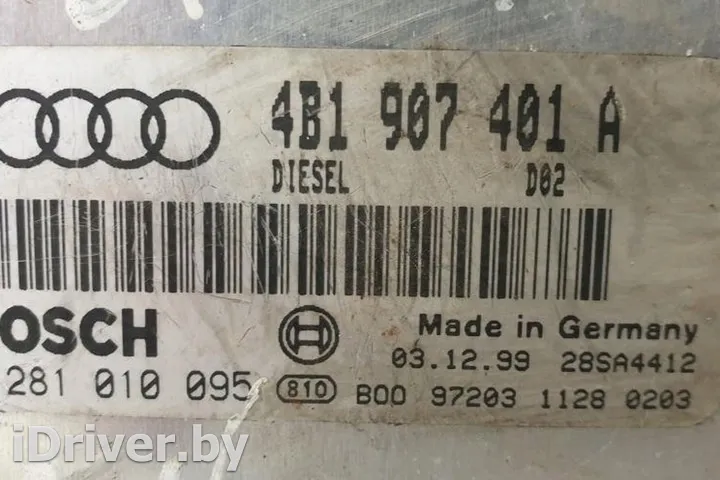 4B1 907 401 A
DIESEL D02
OSCH
Made in Germany
03.12.99 28SA4412
281 010 095 810 B00 97203 1128 0203
iDriver.by